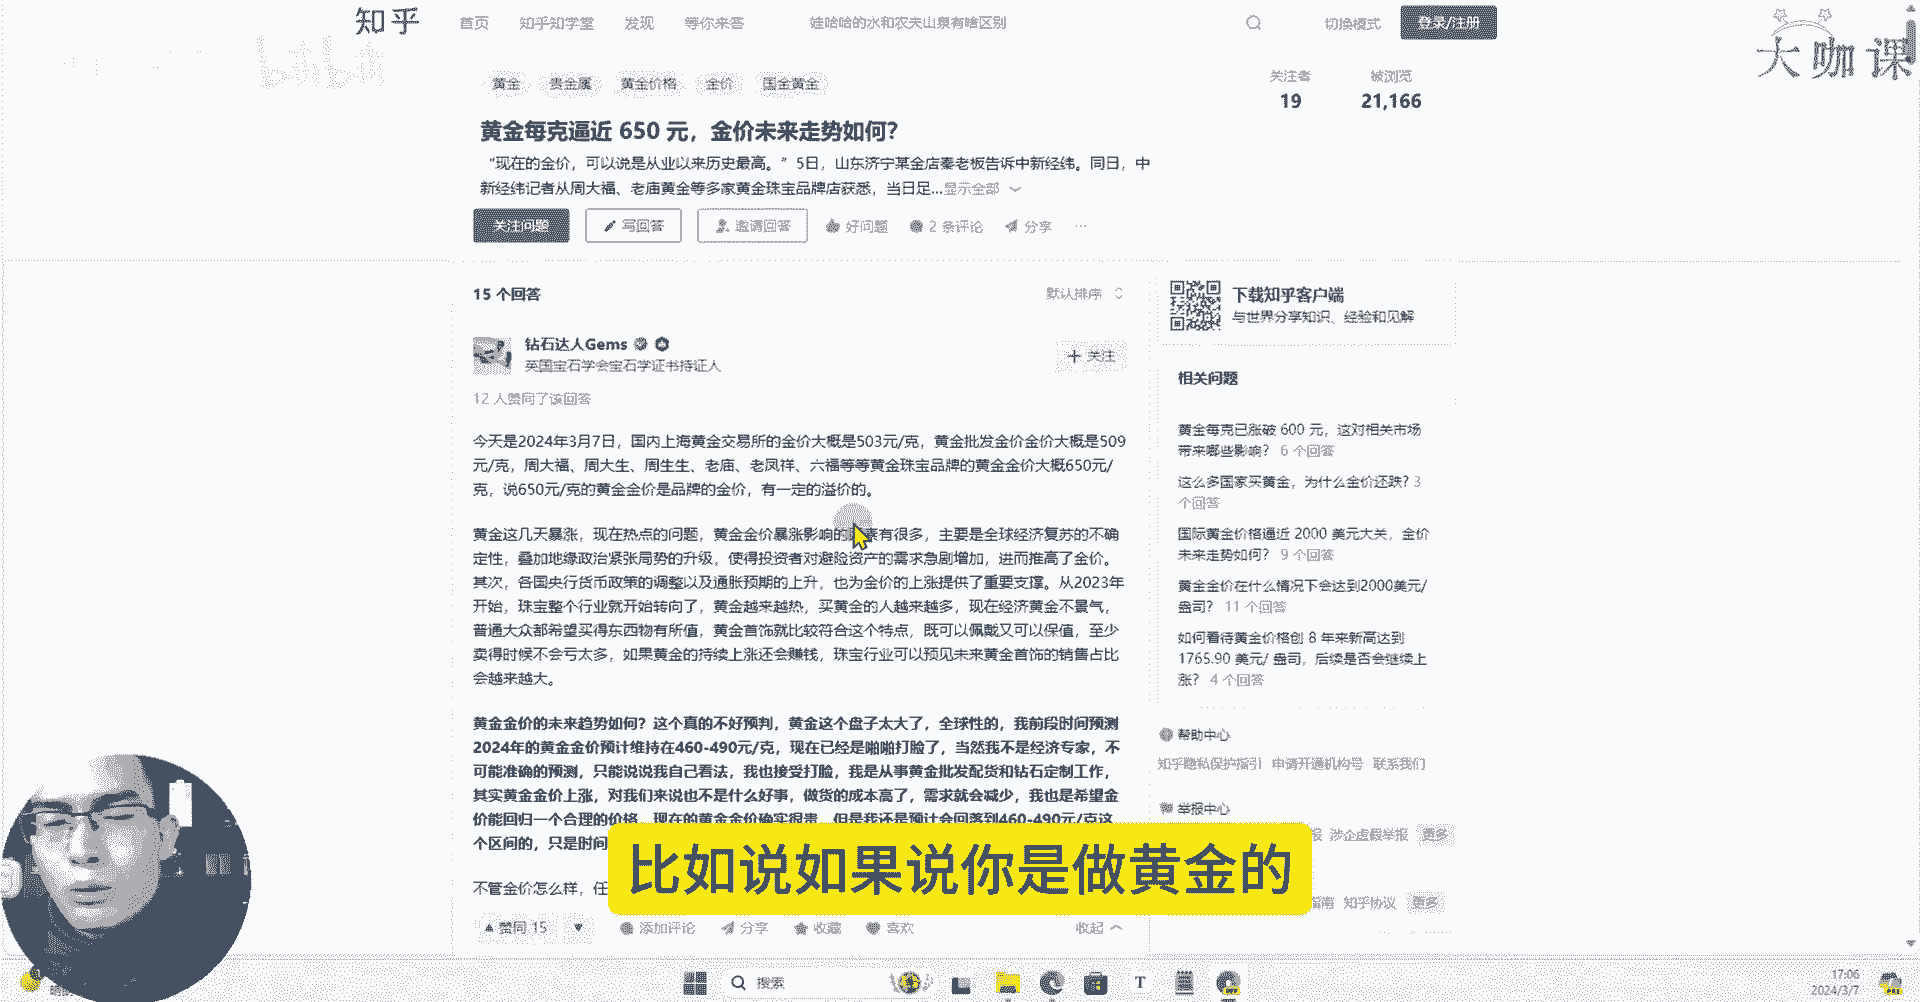 知乎
首页 知乎知学堂 发现 等你来答 娃哈哈的水和农夫山泉有啥区别 切换模式 登录/注册
大咖课
bilibili
黄金 贵金属 黄金价格 金价 国金黄金
关注者 被浏览
19 21,166
黄金每克逼近 650 元，金价未来走势如何？
“现在的金价，可以说是从业以来历史最高。”5日，山东济宁某金店秦老板告诉中新经纬。同日，中
新经纬记者从周大福、老庙黄金等多家黄金珠宝品牌店获悉，当日足...显示全部
关注问题 写回答 邀请回答 好问题 2 条评论 分享 ···
15 个回答 默认排序
钻石达人Gems
英国宝石学会宝石学证书持证人
+ 关注
12 人赞同了该回答
今天是2024年3月7日，国内上海黄金交易所的金价大概是503元/克，黄金批发金价金价大概是509
元/克，周大福、周大生、周生生、老庙、老凤祥、六福等等黄金珠宝品牌的黄金金价大概650元/
克，说650元/克的黄金金价是品牌的金价，有一定的溢价的。
黄金这几天暴涨，现在热点的问题，黄金金价暴涨影响的 素有很多，主要是全球经济复苏的不确
定性，叠加地缘政治紧张局势的升级，使得投资者对避险资产的需求急剧增加，进而推高了金价。
其次，各国央行货币政策的调整以及通胀预期的上升，也为金价的上涨提供了重要支撑。从2023年
开始，珠宝整个行业就开始转向了，黄金越来越热，买黄金的人越来越多，现在经济黄金不景气，
普通大众都希望买得东西物有所值，黄金首饰就比较符合这个特点，既可以佩戴又可以保值，至少
卖得时候不会亏太多，如果黄金的持续上涨还会赚钱，珠宝行业可以预见未来黄金首饰的销售占比
会越来越大。
黄金金价的未来趋势如何？这个真的不好预判，黄金这个盘子太大了，全球性的，我前段时间预测
2024年的黄金金价预计维持在460-490元/克，现在已经是啪啪打脸了，当然我不是经济专家，不
可能准确的预测，只能说说我自己看法，我也接受打脸，我是从事黄金批发配货和钻石定制工作，
其实黄金金价上涨，对我们来说也不是什么好事，做货的成本高了，需求就会减少，我也是希望金
价能回归一个合理的价格，现在的黄金金价确实很贵，但是我还是预计会回落到460-490元/克这
个区间的，只是时间
不管金价怎么样，任
赞同 15 添加评论 分享 收藏 喜欢 收起
下载知乎客户端
与世界分享知识、经验和见解
相关问题
黄金每克已涨破 600 元，这对相关市场
带来哪些影响？ 6 个回答
这么多国家买黄金，为什么金价还跌? 3
个回答
国际黄金价格逼近 2000 美元大关，金价
未来走势如何？ 9 个回答
黄金金价在什么情况下会达到2000美元/
盎司？ 11 个回答
如何看待黄金价格创 8 年来新高达到
1765.90 美元/ 盎司，后续是否会继续上
涨？ 4 个回答
帮助中心
知乎隐私保护指引 申请开通机构号 联系我们
举报中心
报 涉企虚假举报 更多
指南 知乎协议 更多
比如说如果说你是做黄金的
搜索
17:06
2024/3/7